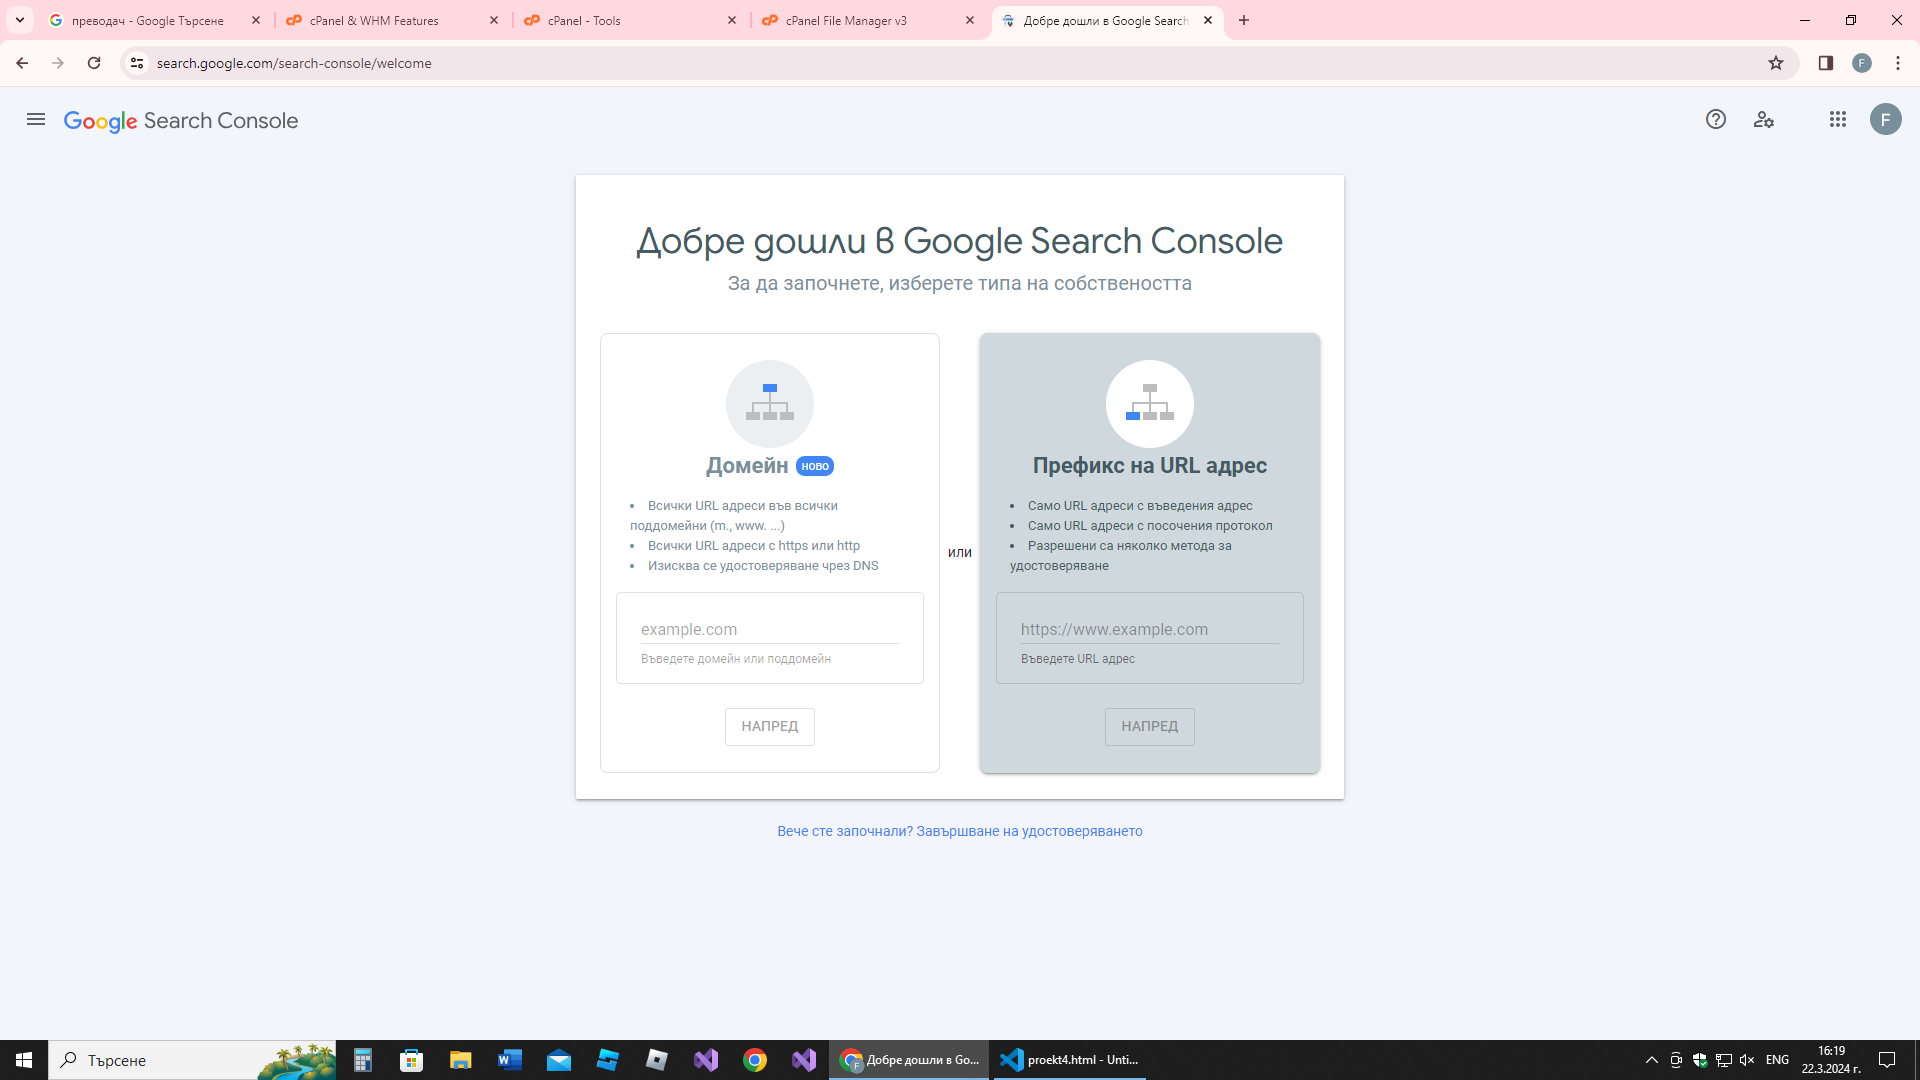 преводач - Google Търсене
cPanel & WHM Features
cPanel - Tools
cPanel File Manager v3
Добре дошли в Google Search
search.google.com/search-console/welcome
F
Google Search Console
F
Добре дошли в Google Search Console
За да започнете, изберете типа на собствеността
Домейн НОВО
• Всички URL адреси във всички
поддомейни (m., www. ...)
• Всички URL адреси с https или http
• Изисква се удостоверяване чрез DNS
example.com
Въведете домейн или поддомейн
НАПРЕД
или
Префикс на URL адрес
• Само URL адреси с въведения адрес
• Само URL адреси с посочения протокол
• Разрешени са няколко метода за
удостоверяване
https://www.example.com
Въведете URL адрес
НАПРЕД
Вече сте започнали? Завършване на удостоверяването
Търсене
Добре дошли в Go...
proekt4.html - Unti...
ENG
16:19
22.3.2024 г.